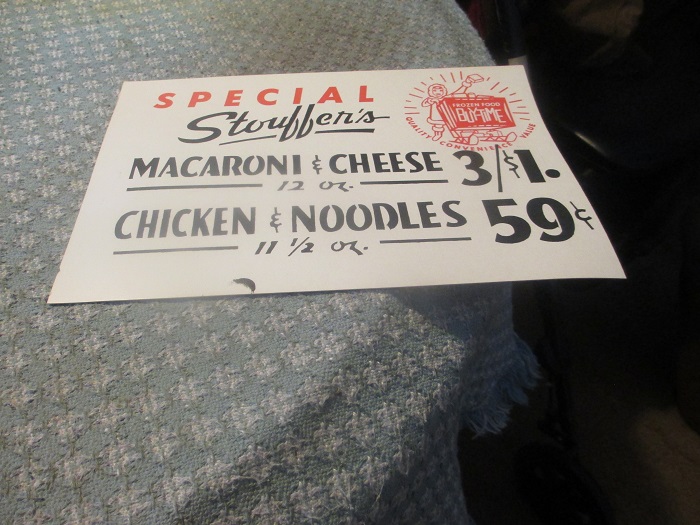 SPECIAL
Stouffer's
FROZEN FOOD
BUY-TIME
QUALITY CONVENIENCE VALUE
MACARONI & CHEESE 3/$1.
12 oz.
CHICKEN & NOODLES 59¢
11 1/2 oz.